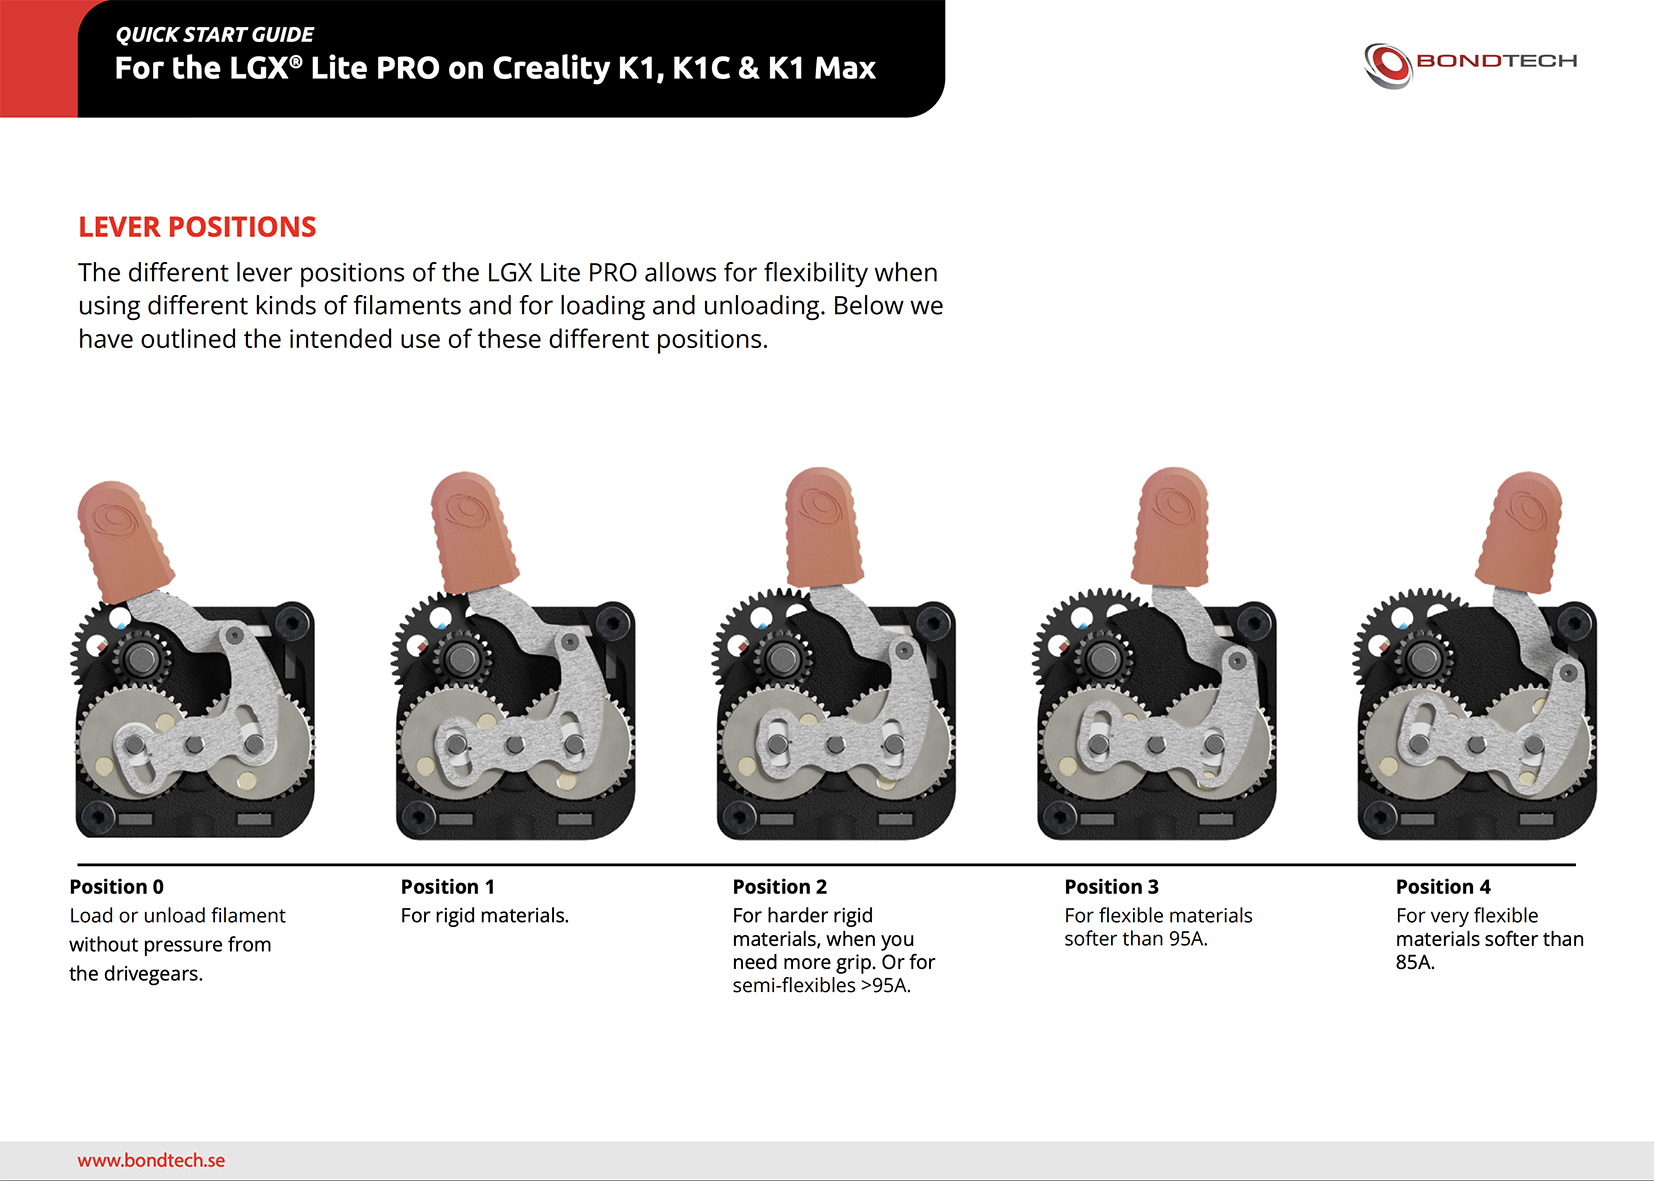 QUICK START GUIDE
For the LGX® Lite PRO on Creality K1, K1C & K1 Max
BONDTECH
LEVER POSITIONS
The different lever positions of the LGX Lite PRO allows for flexibility when
using different kinds of filaments and for loading and unloading. Below we
have outlined the intended use of these different positions.
Position 0
Load or unload filament
without pressure from
the drivegears.
Position 1
For rigid materials.
Position 2
For harder rigid
materials, when you
need more grip. Or for
semi-flexibles >95A.
Position 3
For flexible materials
softer than 95A.
Position 4
For very flexible
materials softer than
85A.
www.bondtech.se